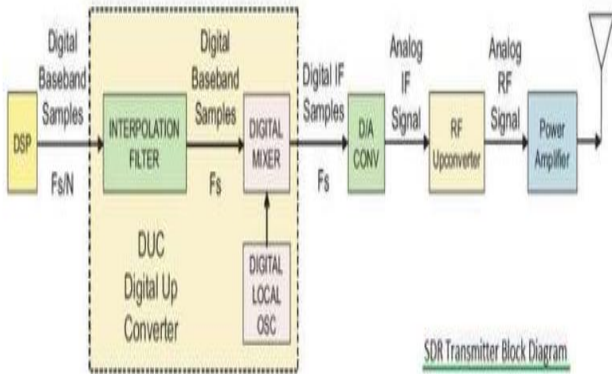 DSP
Digital
Baseband
Samples
Fs/N
INTERPOLATION
FILTER
Digital
Baseband
Samples
Fs
DIGITAL
MIXER
DIGITAL
LOCAL
OSC
DUC
Digital Up
Converter
Digital IF
Samples
Fs
D/A
CONV
Analog
IF
Signal
RF
Upconverter
Analog
RF
Signal
Power
Amplifier
SDR Transmitter Block Diagram